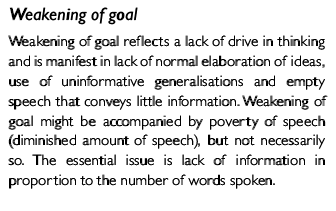 Weakening of goal
Weakening of goal reflects a lack of drive in thinking
and is manifest in lack of normal elaboration of ideas,
use of uninformative generalisations and empty
speech that conveys little information. Weakening of
goal might be accompanied by poverty of speech
(diminished amount of speech), but not necessarily
so. The essential issue is lack of information in
proportion to the number of words spoken.